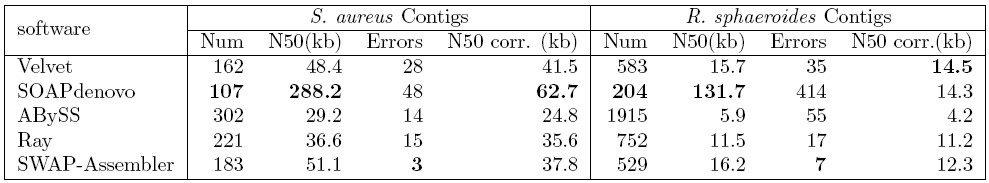 software S. aureus Contigs R. sphaeroides Contigs
Num N50(kb) Errors N50 corr. (kb) Num N50(kb) Errors N50 corr.(kb)
Velvet 162 48.4 28 41.5 583 15.7 35 14.5
SOAPdenovo 107 288.2 48 62.7 204 131.7 414 14.3
ABySS 302 29.2 14 24.8 1915 5.9 55 4.2
Ray 221 36.6 15 35.6 752 11.5 17 11.2
SWAP-Assembler 183 51.1 3 37.8 529 16.2 7 12.3